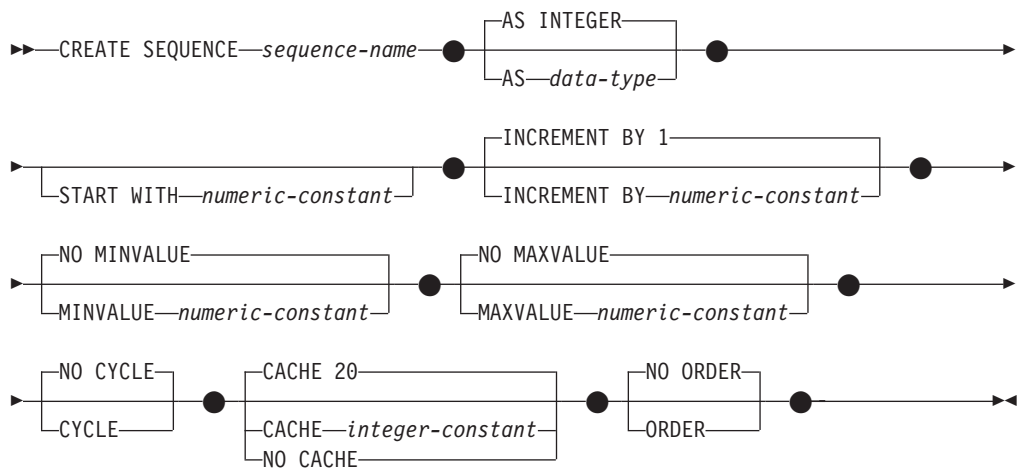 AS INTEGER
CREATE SEQUENCE sequence-name
AS data-type
INCREMENT BY 1
START WITH numeric-constant
INCREMENT BY numeric-constant
NO MINVALUE
NO MAXVALUE
MINVALUE numeric-constant
MAXVALUE numeric-constant
NO CYCLE
CACHE 20
NO ORDER
CYCLE
CACHE integer-constant
ORDER
NO CACHE